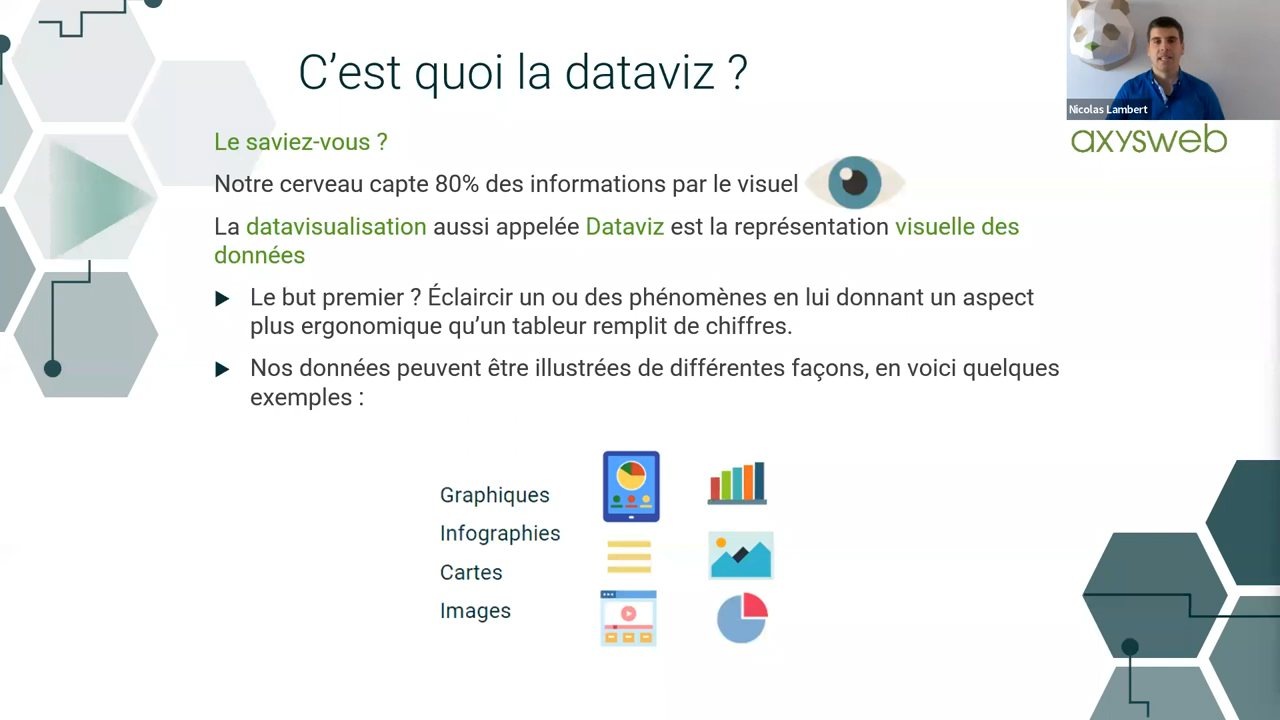 C’est quoi la dataviz ?
Nicolas Lambert
axysweb
Le saviez-vous ?
Notre cerveau capte 80% des informations par le visuel
La datavisualisation aussi appelée Dataviz est la représentation visuelle des
données
Le but premier ? Éclaircir un ou des phénomènes en lui donnant un aspect
plus ergonomique qu’un tableur remplit de chiffres.
Nos données peuvent être illustrées de différentes façons, en voici quelques
exemples :
Graphiques
Infographies
Cartes
Images